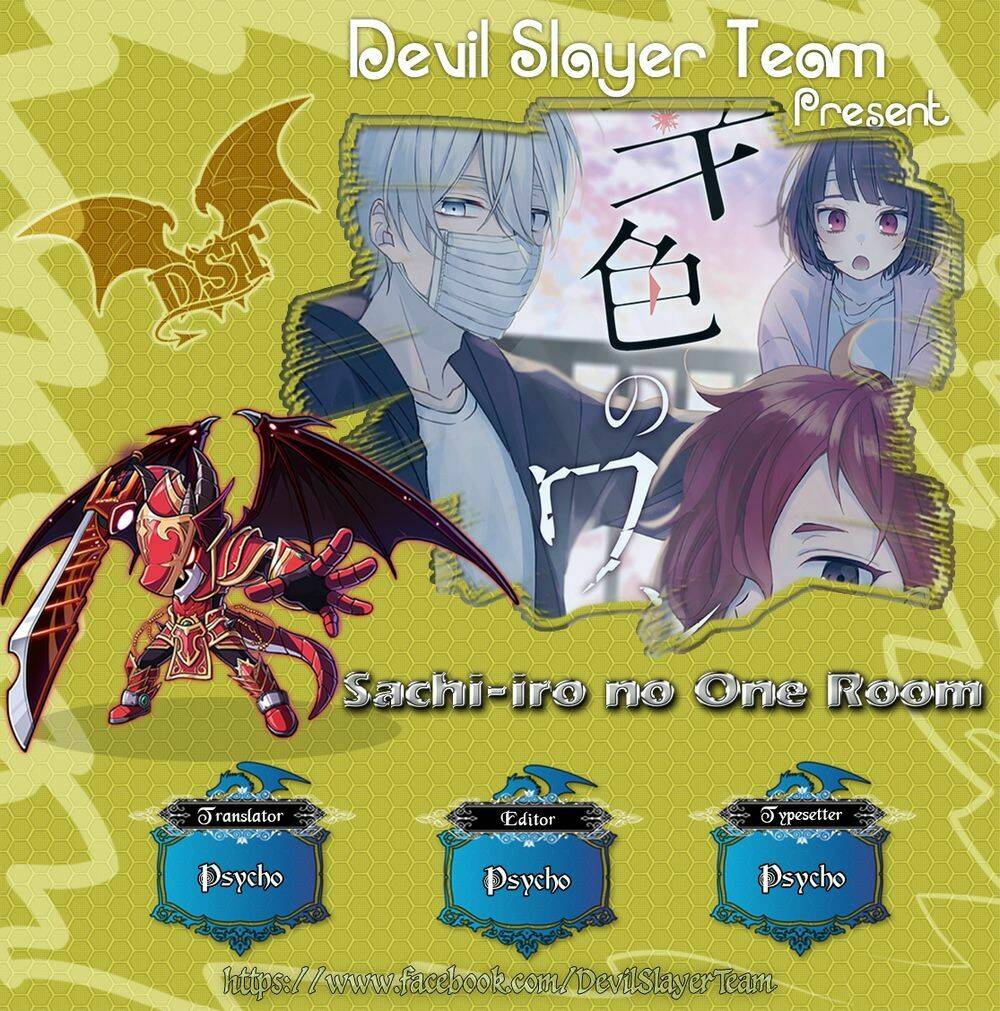 Devil Slayer Team
Present
DST
幸色の
ワン
Sachi-iro no One Room
Translator
Psycho
Editor
Psycho
Typesetter
Psycho
https://www.facebook.com/DevilSlayerTeam